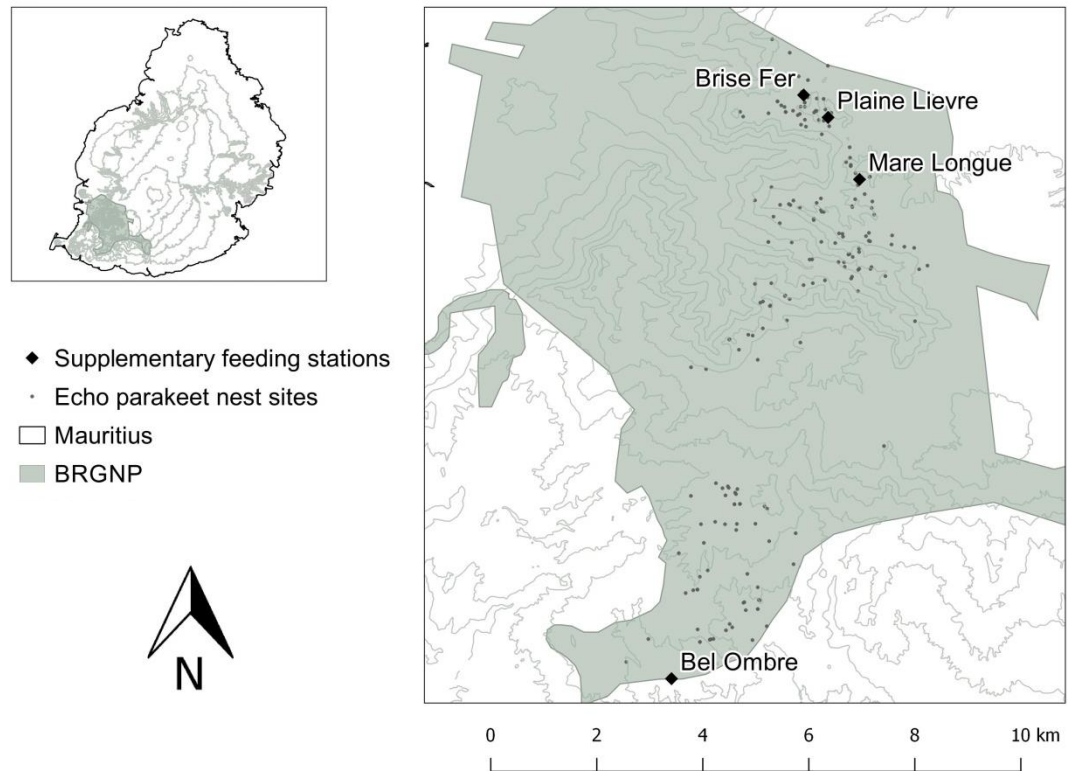 Brise Fer
Plaine Lievre
Mare Longue
Supplementary feeding stations
Echo parakeet nest sites
Mauritius
BRGNP
N
Bel Ombre
0 2 4 6 8 10 km